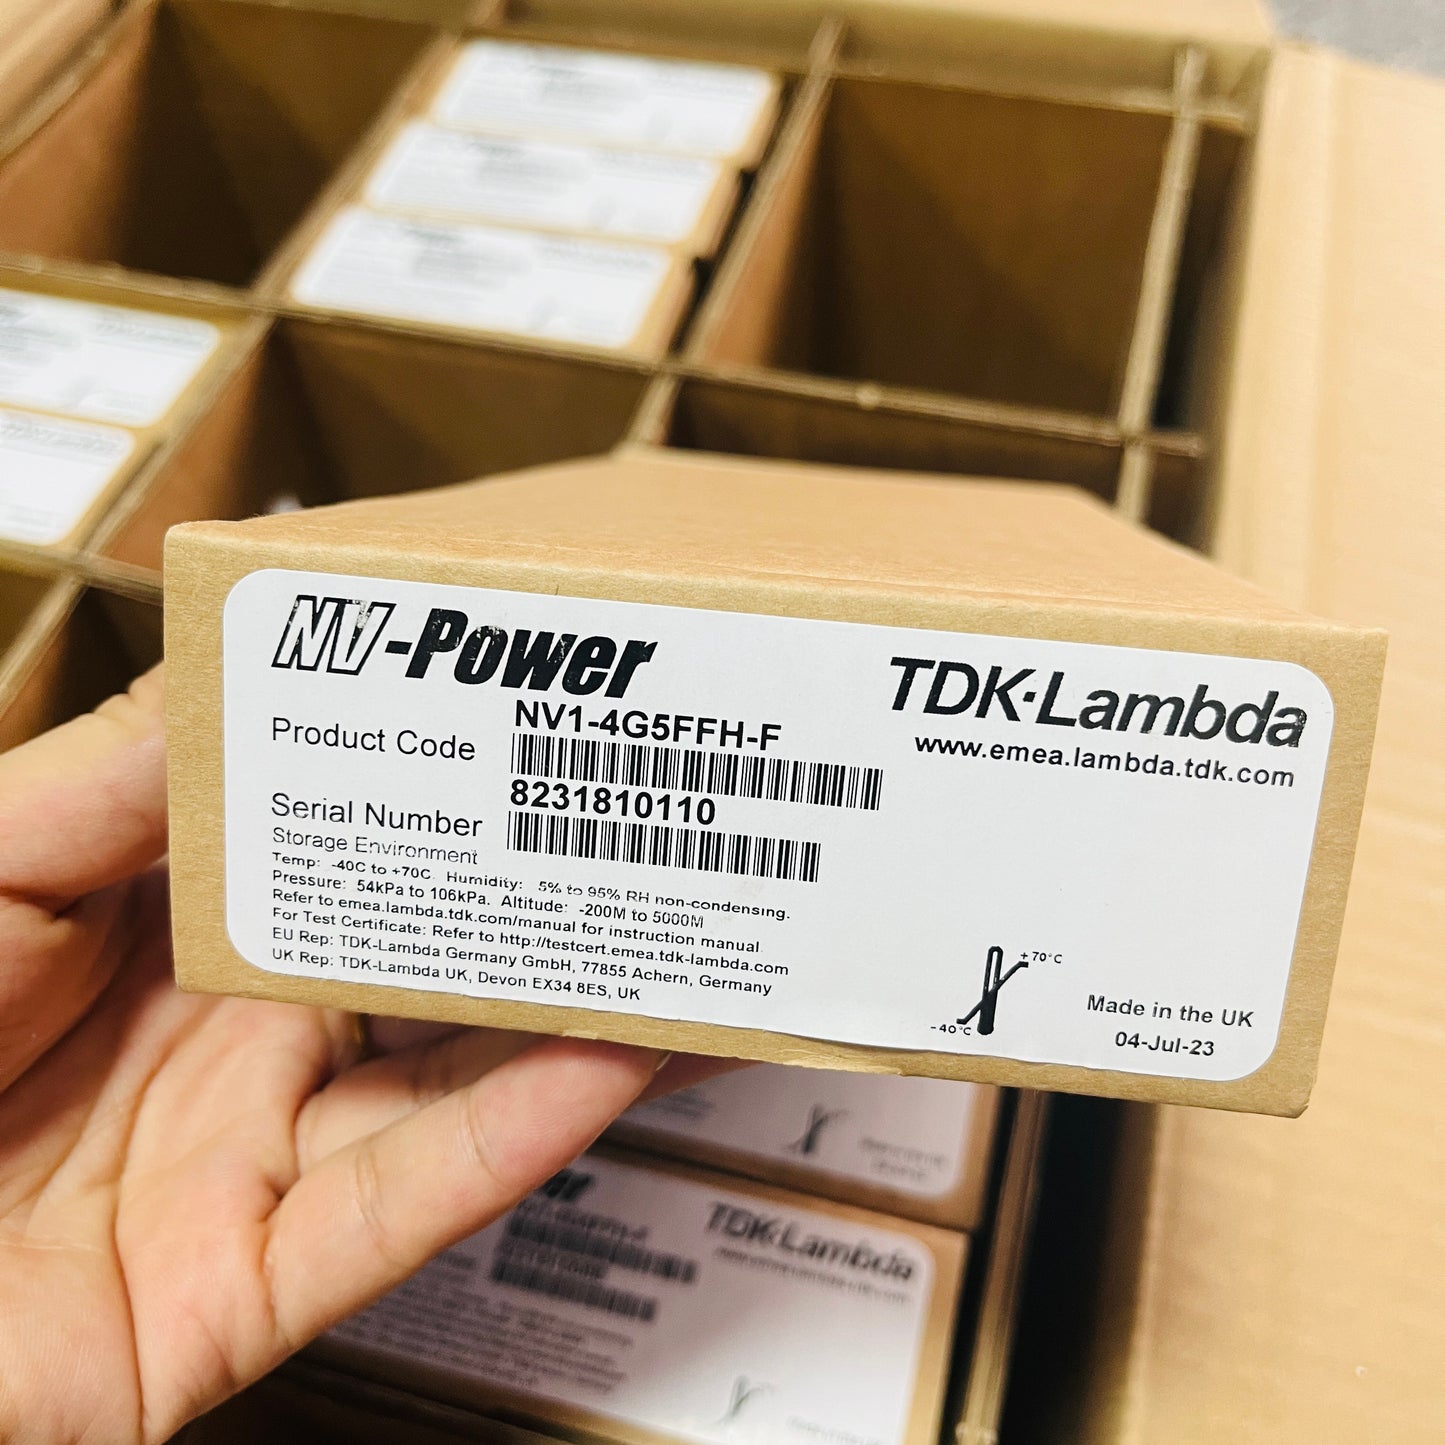 NV-Power
TDK·Lambda
www.emea.lambda.tdk.com
Product Code
NV1-4G5FFH-F
Serial Number
8231810110
Storage Environment
Temp: -40C to +70C. Humidity: 5% to 95% RH non-condensing.
Pressure: 54kPa to 106kPa. Altitude: -200M to 5000M
Refer to emea.lambda.tdk.com/manual for instruction manual.
For Test Certificate: Refer to http://testcert.emea.tdk-lambda.com
EU Rep: TDK-Lambda Germany GmbH, 77855 Achern, Germany
UK Rep: TDK-Lambda UK, Devon EX34 8ES, UK
+70°C
-40°C
Made in the UK
04-Jul-23
TDK·Lambda